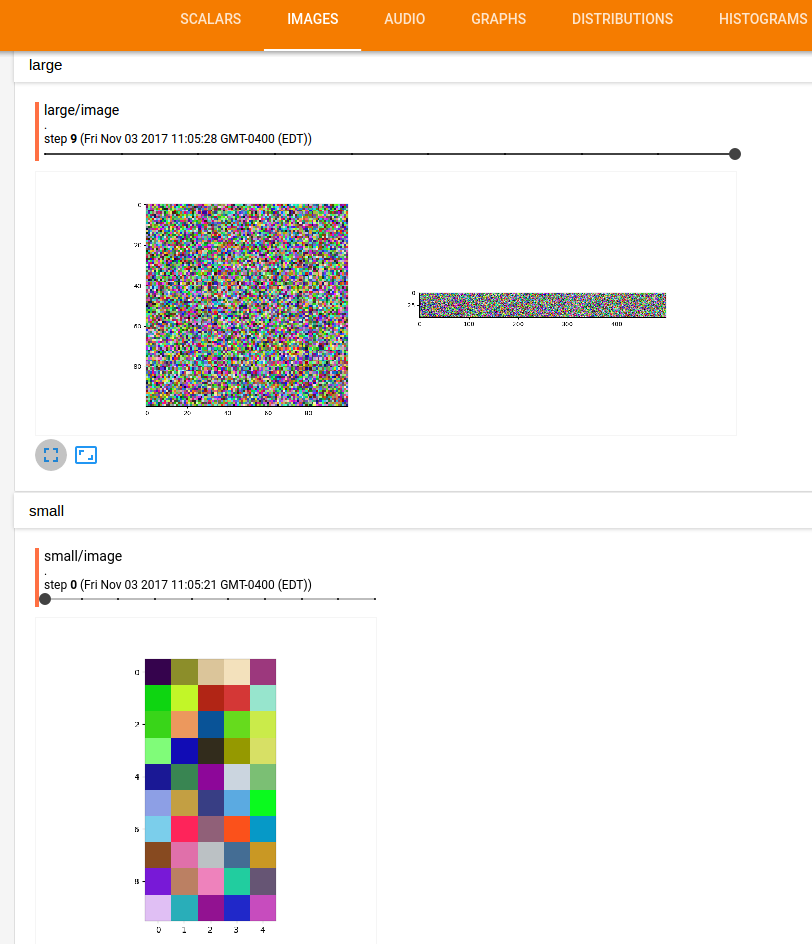 SCALARS IMAGES AUDIO GRAPHS DISTRIBUTIONS HISTOGRAMS
large
large/image
.
step 9 (Fri Nov 03 2017 11:05:28 GMT-0400 (EDT))
0
20
40
60
80
0 20 40 60 80
0
25
0 100 200 300 400
small
small/image
.
step 0 (Fri Nov 03 2017 11:05:21 GMT-0400 (EDT))
0
2
4
6
8
0 1 2 3 4